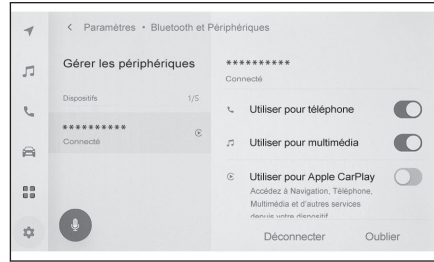 < Paramètres • Bluetooth et Périphériques
Gérer les périphériques
Dispositifs 1/5
**********
Connecté
**********
Connecté
Utiliser pour téléphone
Utiliser pour multimédia
Utiliser pour Apple CarPlay
Accédez à Navigation, Téléphone,
Multimédia et d'autres services
depuis votre dispositif
Déconnecter Oublier